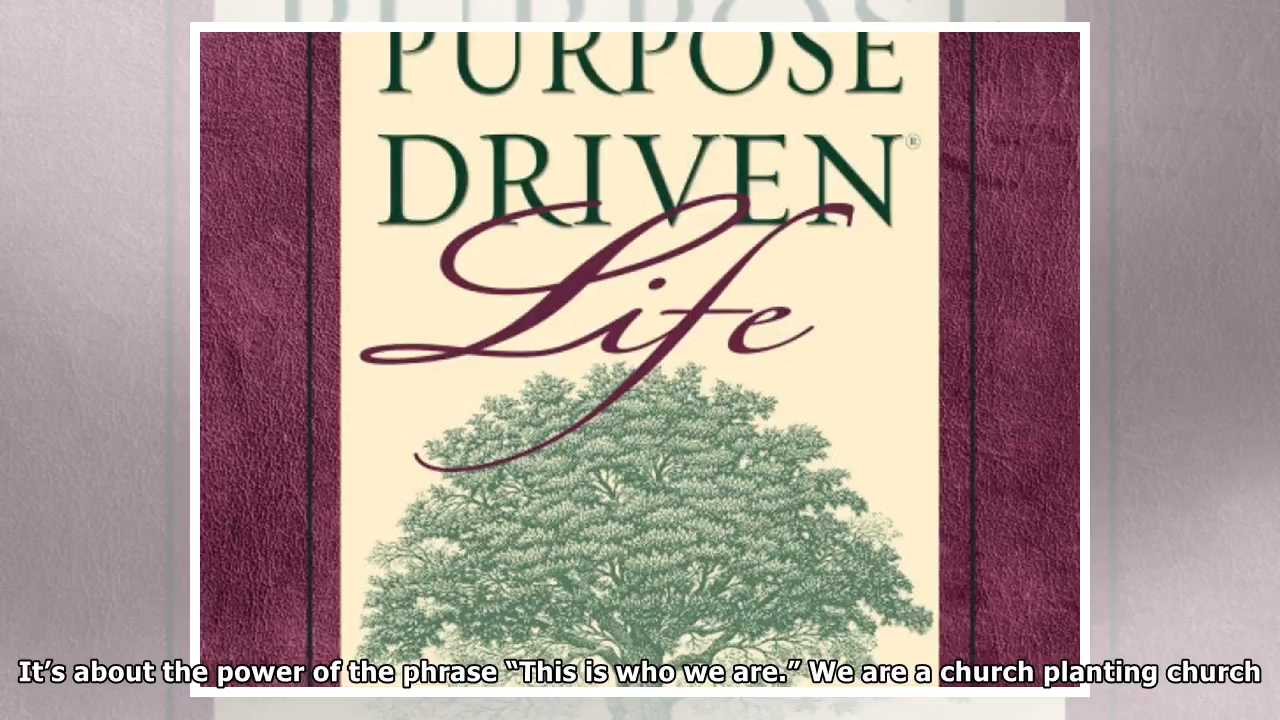 PURPOSE
DRIVEN®
Life
It’s about the power of the phrase “This is who we are.” We are a church planting church